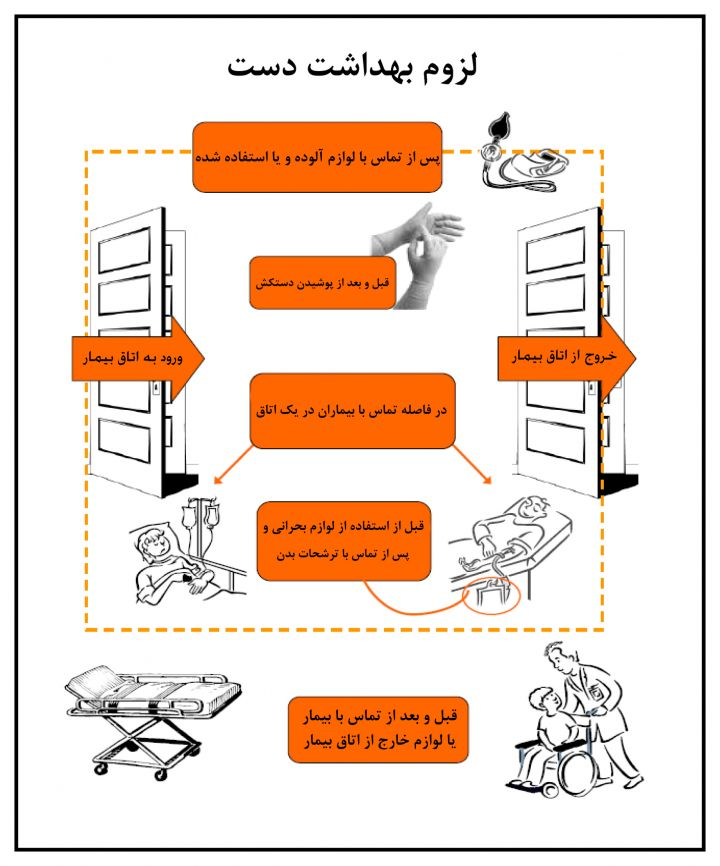 لزوم بهداشت دست
پس از تماس با لوازم آلوده و یا استفاده شده
قبل و بعد از پوشیدن دستکش
ورود به اتاق بیمار
خروج از اتاق بیمار
در فاصله تماس با بیماران در یک اتاق
قبل از استفاده از لوازم بحرانی و
پس از تماس با ترشحات بدن
قبل و بعد از تماس با بیمار
یا لوازم خارج از اتاق بیمار